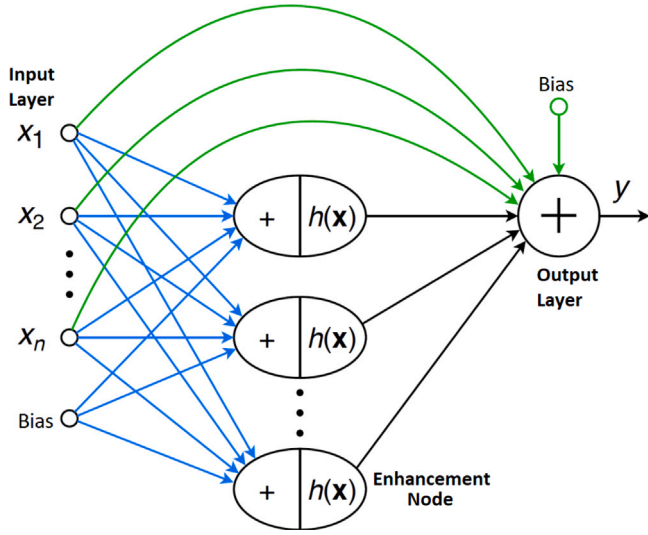 Input
Layer
x1
x2
xn
Bias
+ h(x)
+ h(x)
+ h(x)
Enhancement
Node
Bias
+
y
Output
Layer